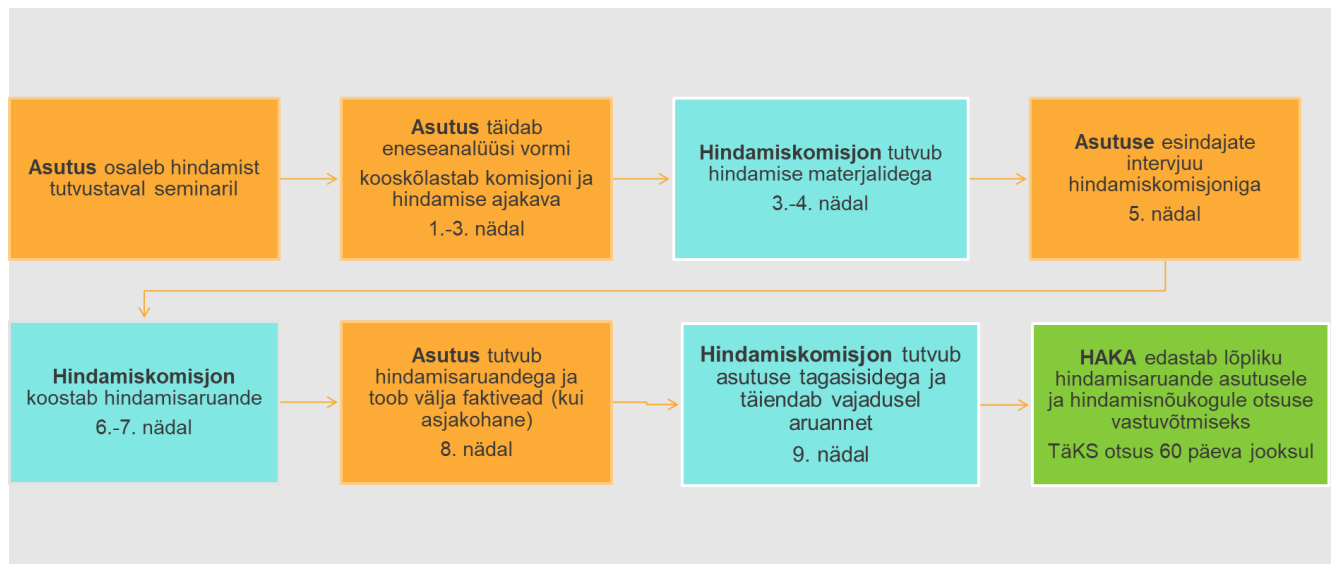 Asutus osaleb hindamist
tutvustaval seminaril
Asutus täidab
eneseanalüüsi vormi
kooskõlastab komisjoni ja
hindamise ajakava
1.-3. nädal
Hindamiskomisjon tutvub
hindamise materjalidega
3.-4. nädal
Asutuse esindajate
intervjuu
hindamiskomisjoniga
5. nädal
Hindamiskomisjon
koostab hindamisaruande
6.-7. nädal
Asutus tutvub
hindamisaruandega ja
toob välja faktivead (kui
asjakohane)
8. nädal
Hindamiskomisjon tutvub
asutuse tagasisidega ja
täiendab vajadusel
aruannet
9. nädal
HAKA edastab lõpliku
hindamisaruande asutusele
ja hindamisnõukogule otsuse
vastuvõtmiseks
TäKS otsus 60 päeva jooksul